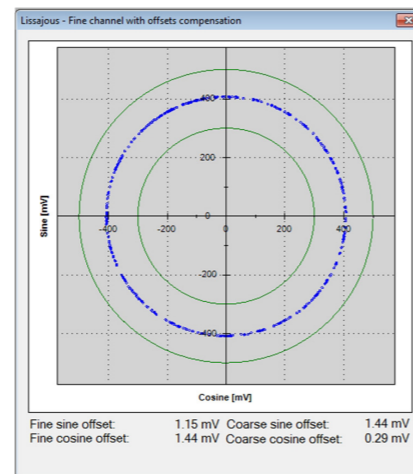 Lissajous - Fine channel with offsets compensation
400
200
-400 -200 0 200 400
-200
-400
Sine [mV]
Cosine [mV]
Fine sine offset: 1.15 mV Coarse sine offset: 1.44 mV
Fine cosine offset: 1.44 mV Coarse cosine offset: 0.29 mV